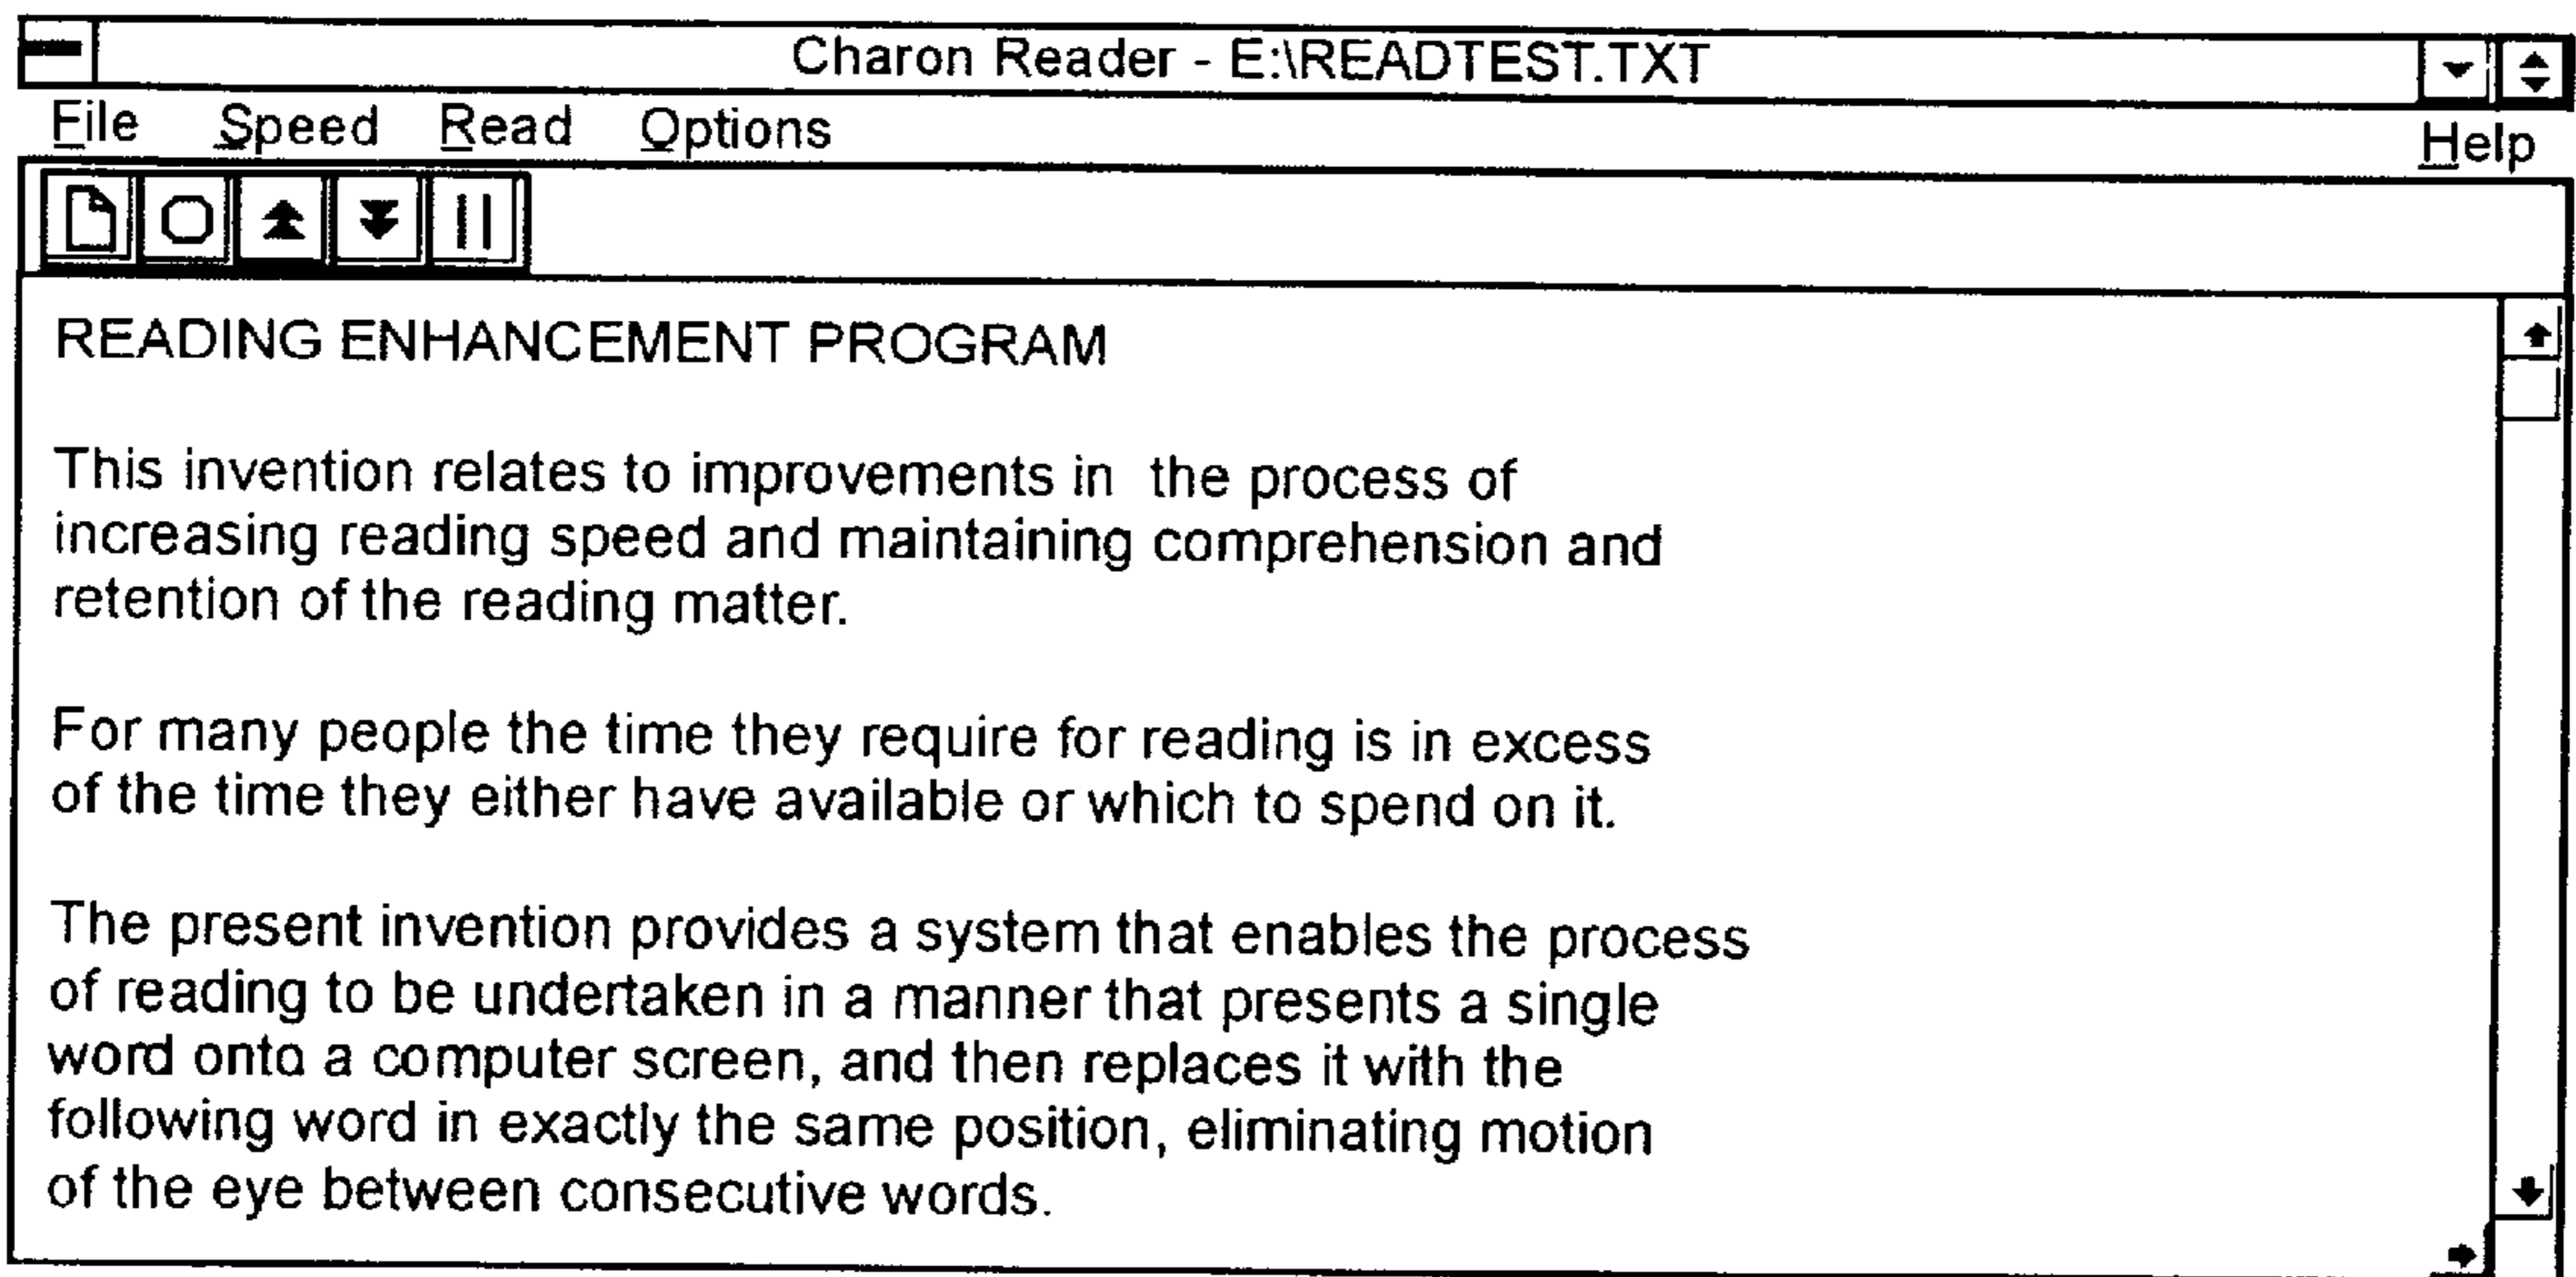 Charon Reader - E:\READTEST.TXT
File Speed Read Options Help
READING ENHANCEMENT PROGRAM
This invention relates to improvements in  the process of
increasing reading speed and maintaining comprehension and
retention of the reading matter.
For many people the time they require for reading is in excess
of the time they either have available or which to spend on it.
The present invention provides a system that enables the process
of reading to be undertaken in a manner that presents a single
word onto a computer screen, and then replaces it with the
following word in exactly the same position, eliminating motion
of the eye between consecutive words.